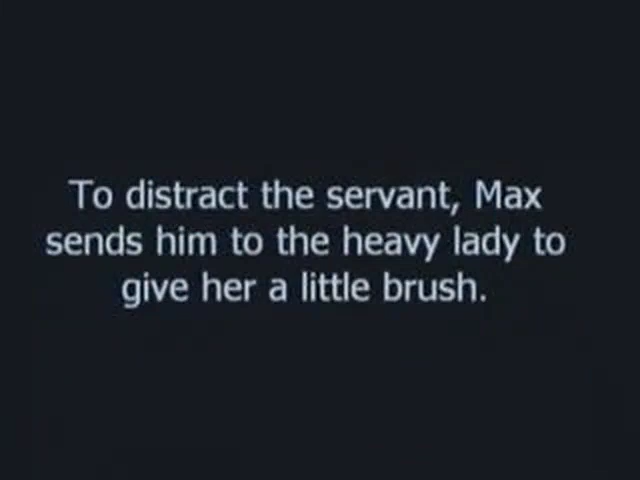 To distract the servant, Max
sends him to the heavy lady to
give her a little brush.